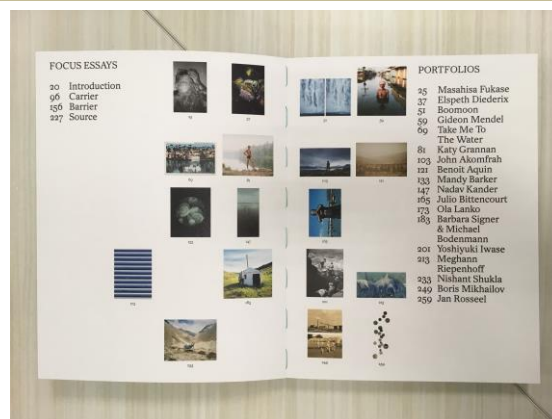 FOCUS ESSAYS
20 Introduction
96 Carrier
156 Barrier
227 Source
PORTFOLIOS
25 Masahisa Fukase
37 Elspeth Diederix
51 Boomoon
59 Gideon Mendel
69 Take Me To
The Water
81 Katy Grannan
103 John Akomfrah
121 Benoit Aquin
133 Mandy Barker
147 Nadav Kander
165 Julio Bittencourt
173 Ola Lanko
183 Barbara Signer
& Michael
Bodenmann
201 Yoshiyuki Iwase
213 Meghann
Riepenhoff
233 Nishant Shukla
249 Boris Mikhailov
259 Jan Rosseel